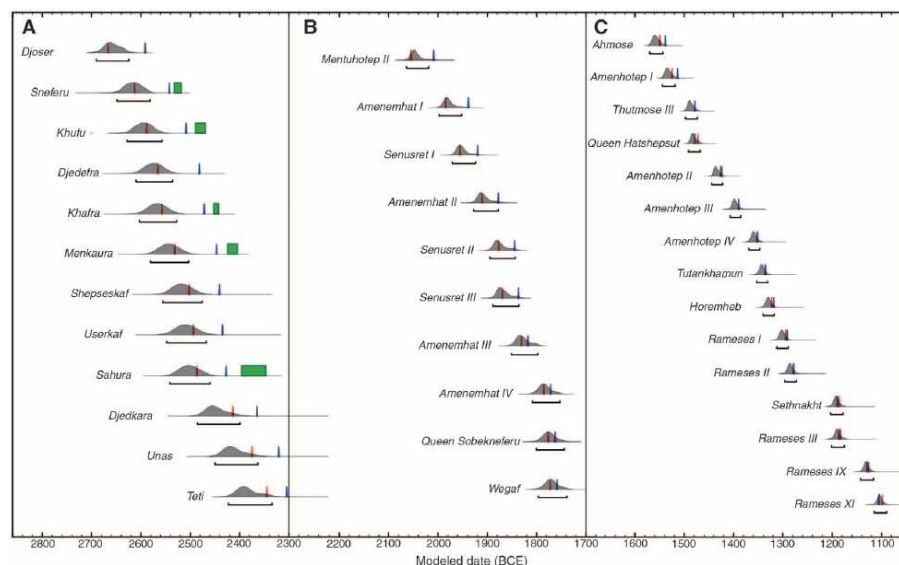 A
Djoser
Sneferu
Khufu
Djedefra
Khafra
Menkaura
Shepseskaf
Userkaf
Sahura
Djedkara
Unas
Teti
2800 2700 2600 2500 2400 2300 2200
B
Mentuhotep II
Amenemhat I
Senusret I
Amenemhat II
Senusret II
Senusret III
Amenemhat III
Amenemhat IV
Queen Sobekneferu
Wegaf
2000 1900 1800 1700
Modeled date (BCE)
C
Ahmose
Amenhotep I
Thutmose III
Queen Hatshepsut
Amenhotep II
Amenhotep III
Amenhotep IV
Tutankhamun
Horemheb
Rameses I
Rameses II
Sethnakht
Rameses III
Rameses IX
Rameses XI
1600 1500 1400 1300 1200 1100